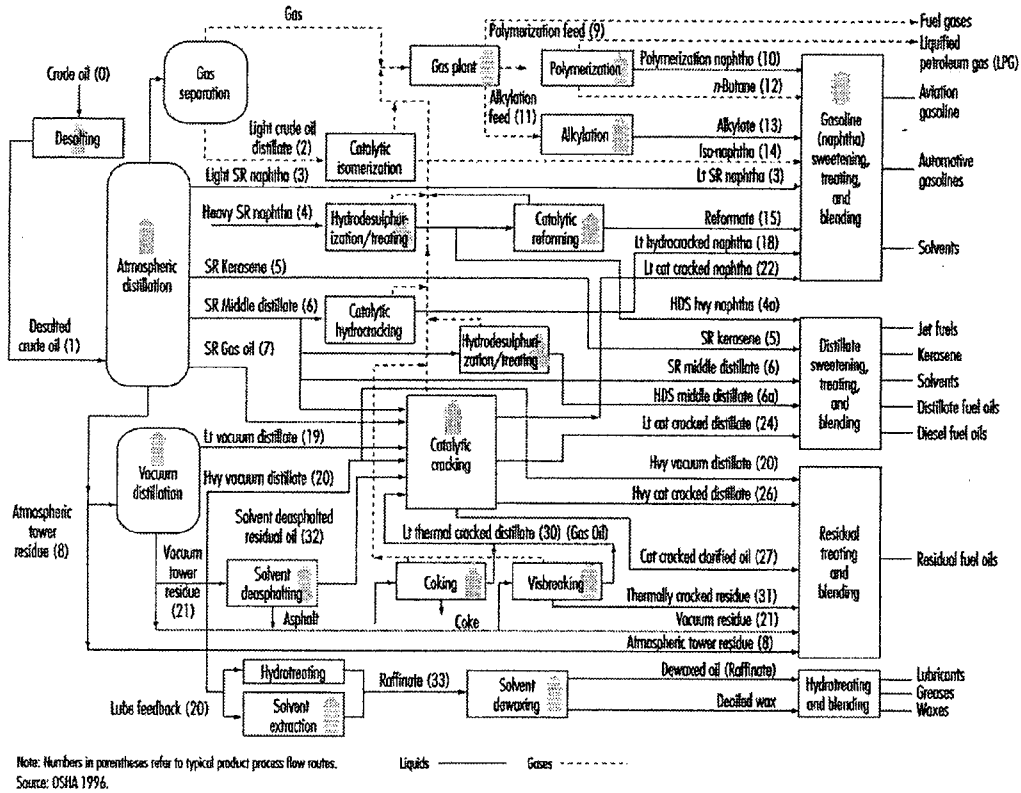 Gas
Fuel gases
Polymerization feed (9)
Liquified
petroleum gas (LPG)
Crude oil (0)
Gas
separation
Gas plant
Polymerization
Polymerization naphtha (10)
n-Butane (12)
Aviation
gasoline
Desalting
Light crude oil
distillate (2)
Catalytic
isomerization
Alkylation
feed (11)
Alkylation
Alkylate (13)
Iso-naphtha (14)
Gasoline
(naphtha)
sweetening,
treating,
and
blending
Automotive
gasolines
Light SR naphtha (3)
Lt SR naphtha (3)
Heavy SR naphtha (4)
Hydrodesulphur-
ization/treating
Catalytic
reforming
Reformate (15)
Lt hydrocracked naphtha (18)
Solvents
Atmospheric
distillation
SR Kerosene (5)
Lt cat cracked naphtha (22)
SR Middle distillate (6)
Catalytic
hydrocracking
HDS hvy naphtha (4a)
Jet fuels
Desalted
crude oil (1)
SR Gas oil (7)
Hydrodesulphuri-
ization/treating
SR kerosene (5)
Kerosene
SR middle distillate (6)
Distillate
sweetening,
treating,
and
blending
Solvents
HDS middle distillate (6a)
Distillate fuel oils
Lt cat cracked distillate (24)
Diesel fuel oils
Lt vacuum distillate (19)
Catalytic
cracking
Vacuum
distillation
Hvy vacuum distillate (20)
Hvy vacuum distillate (20)
Hvy cat cracked distillate (26)
Atmospheric
tower
residue (8)
Solvent deasphalted
residual oil (32)
Lt thermal cracked distillate (30) (Gas Oil)
Residual
treating
and
blending
Residual fuel oils
Vacuum
tower
residue
(21)
Solvent
deasphalting
Coking
Visbreaking
Cat cracked clarified oil (27)
Thermally cracked residue (31)
Asphalt
Coke
Vacuum residue (21)
Atmospheric tower residue (8)
Hydrotreating
Raffinate (33)
Solvent
dewaxing
Dewaxed oil (Raffinate)
Hydrotreating
and blending
Lubricants
Greases
Waxes
Lube feedback (20)
Solvent
extraction
Deoiled wax
Note: Numbers in parentheses refer to typical product process flow routes.
Liquids
Gases
Source: OSHA 1996.